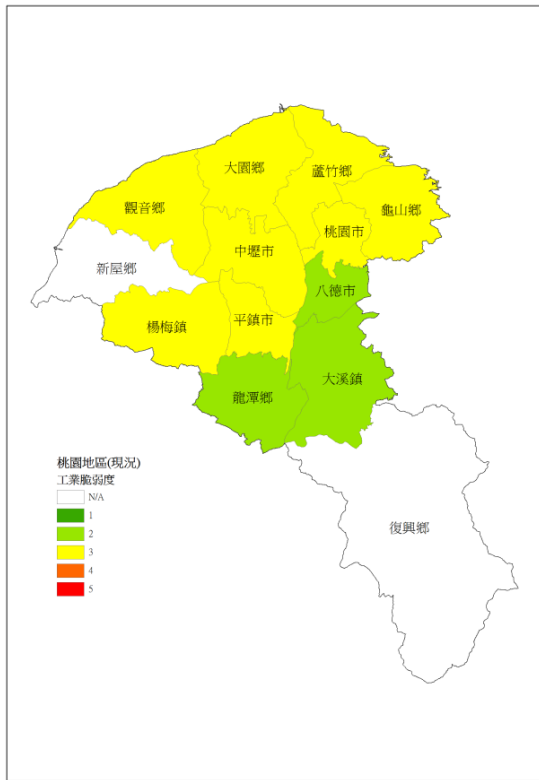 大園鄉
蘆竹鄉
觀音鄉
龜山鄉
桃園市
中壢市
新屋鄉
八德市
楊梅鎮
平鎮市
大溪鎮
龍潭鄉
桃園地區(現況)
工業脆弱度
N/A
1
2
3
4
5
復興鄉